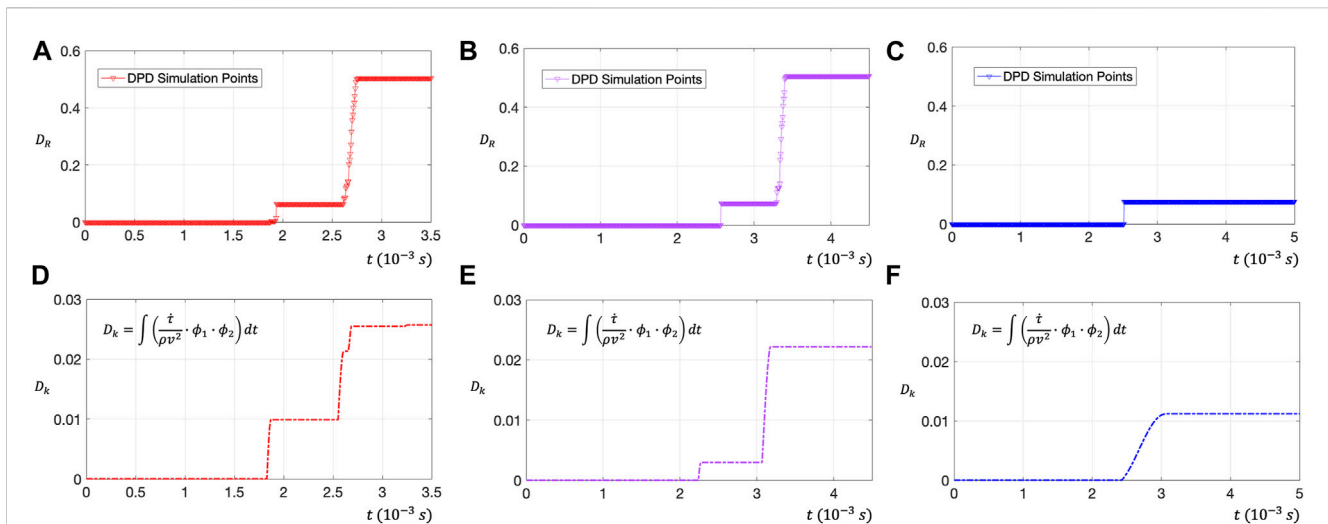 A
0.6
DPD Simulation Points
0.4
D_R
0.2
0
0 0.5 1 1.5 2 2.5 3 3.5
t (10⁻³ s)
B
0.6
DPD Simulation Points
0.4
D_R
0.2
0
0 1 2 3 4
t (10⁻³ s)
C
0.6
DPD Simulation Points
0.4
D_R
0.2
0
0 1 2 3 4 5
t (10⁻³ s)
D
0.03
D_k = ∫ (τ̇/ρv² · ϕ₁ · ϕ₂) dt
0.02
D_k
0.01
0
0 0.5 1 1.5 2 2.5 3 3.5
t (10⁻³ s)
E
0.03
D_k = ∫ (τ̇/ρv² · ϕ₁ · ϕ₂) dt
0.02
D_k
0.01
0
0 1 2 3 4
t (10⁻³ s)
F
0.03
D_k = ∫ (τ̇/ρv² · ϕ₁ · ϕ₂) dt
0.02
D_k
0.01
0
0 1 2 3 4 5
t (10⁻³ s)